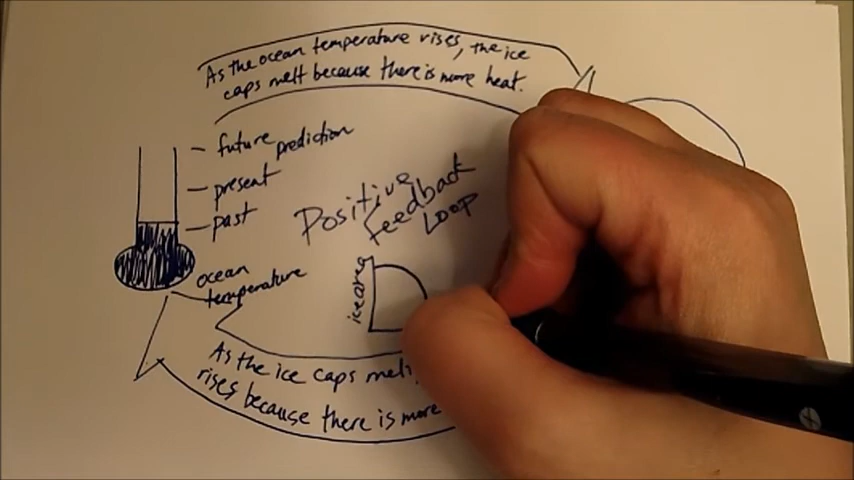 As the ocean temperature rises, the ice
caps melt because there is more heat.
future prediction
present
past
Positive
feedback
Loop
ocean
temperature
ice area
As the ice caps melt
rises because there is more